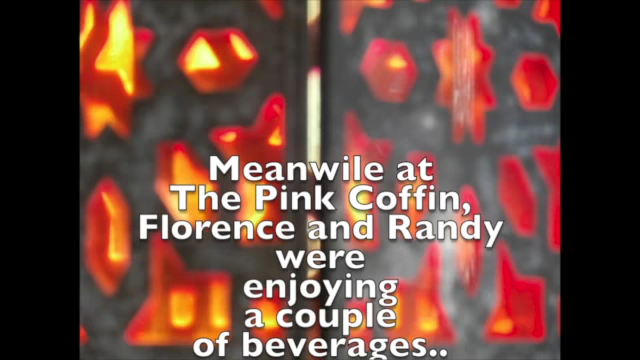 Meanwile at
The Pink Coffin,
Florence and Randy
were
enjoying
a couple
of beverages..